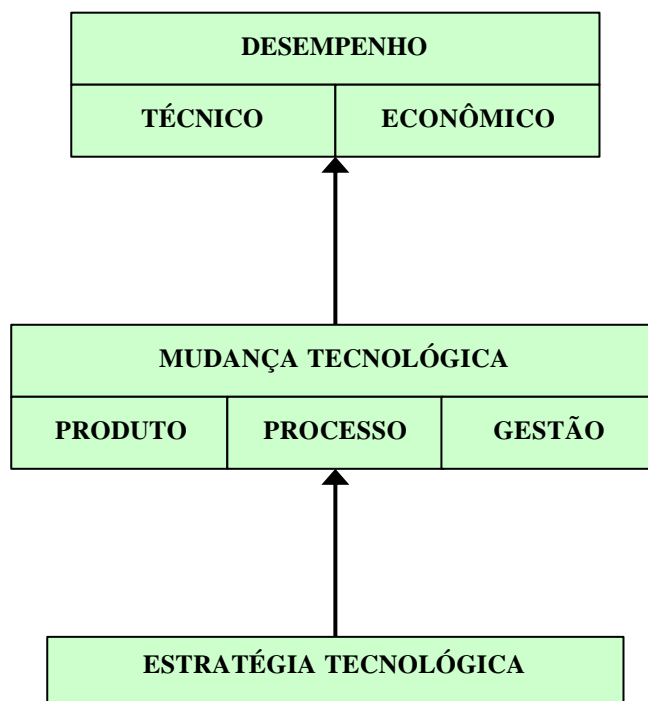 DESEMPENHO
TÉCNICO ECONÔMICO
MUDANÇA TECNOLÓGICA
PRODUTO PROCESSO GESTÃO
ESTRATÉGIA TECNOLÓGICA